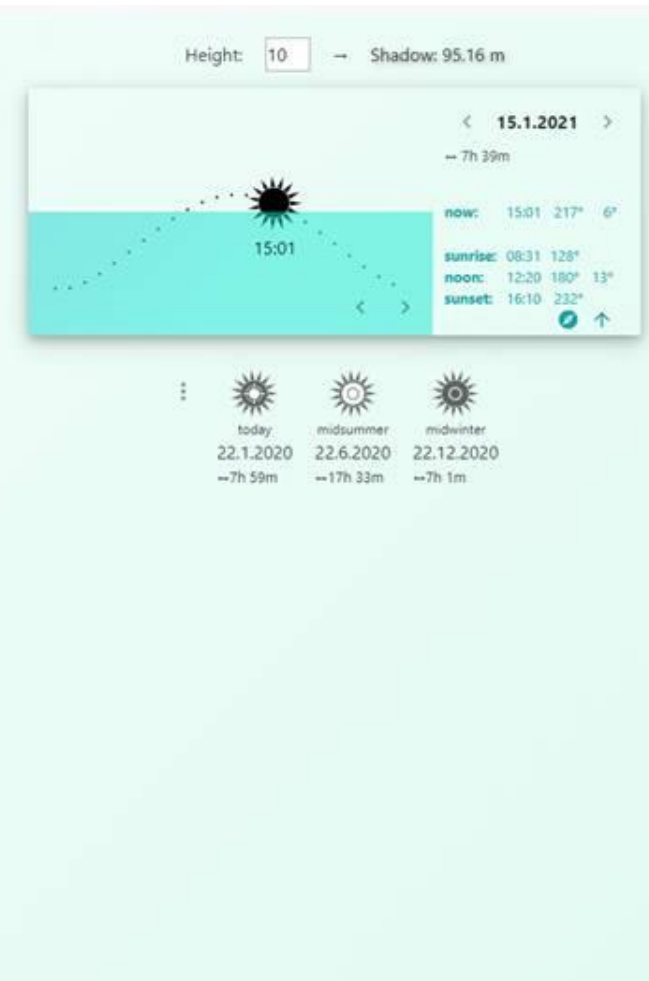 Height: 10 → Shadow: 95.16 m
< 15.1.2021 >
↔ 7h 39m
now: 15:01 217° 6°
15:01
sunrise: 08:31 128°
noon: 12:20 180° 13°
sunset: 16:10 232°
today midsummer midwinter
22.1.2020 22.6.2020 22.12.2020
↔7h 59m ↔17h 33m ↔7h 1m